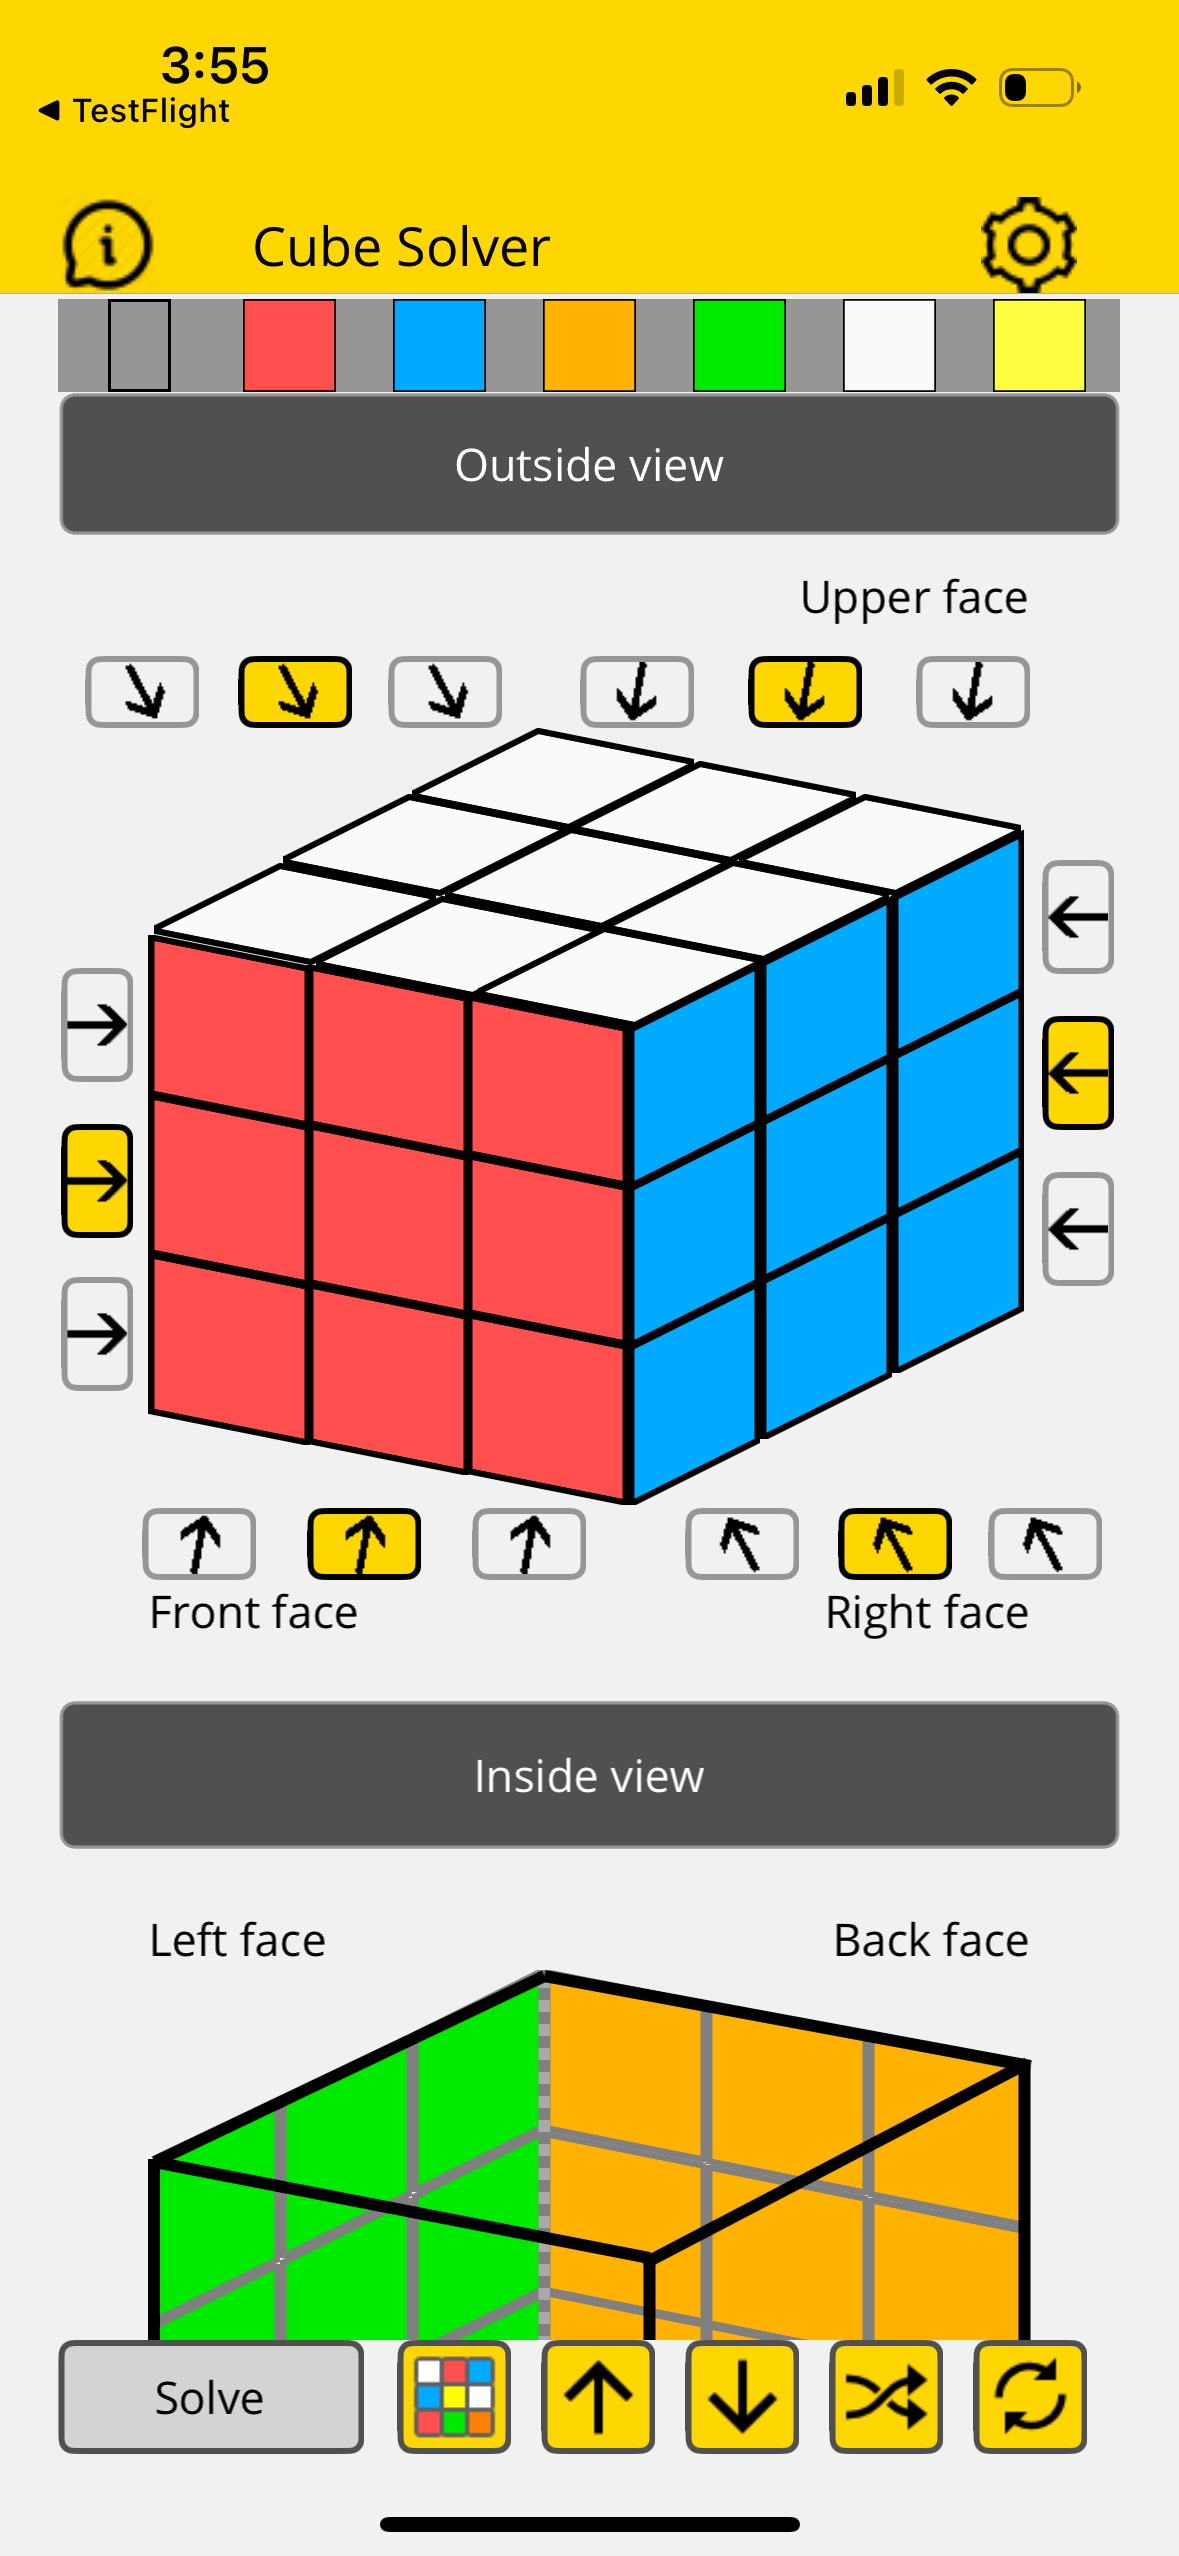 3:55
TestFlight
Cube Solver
Outside view
Upper face
Front face
Right face
Inside view
Left face
Back face
Solve